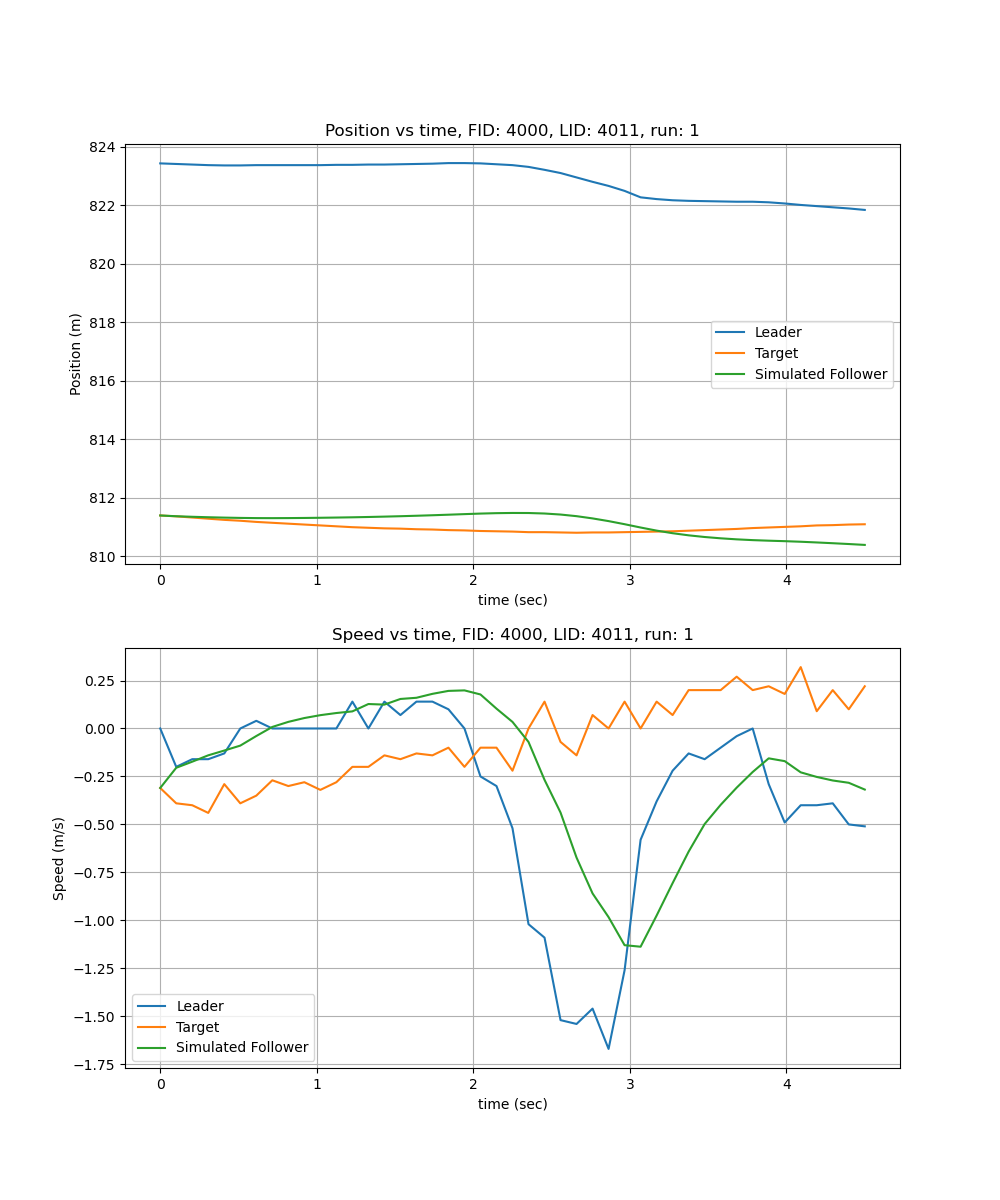 Position vs time, FID: 4000, LID: 4011, run: 1
824
822
820
818
816
814
812
810
Position (m)
Leader
Target
Simulated Follower
0 1 2 3 4
time (sec)
Speed vs time, FID: 4000, LID: 4011, run: 1
0.25
0.00
−0.25
−0.50
−0.75
−1.00
−1.25
−1.50
−1.75
Speed (m/s)
Leader
Target
Simulated Follower
0 1 2 3 4
time (sec)